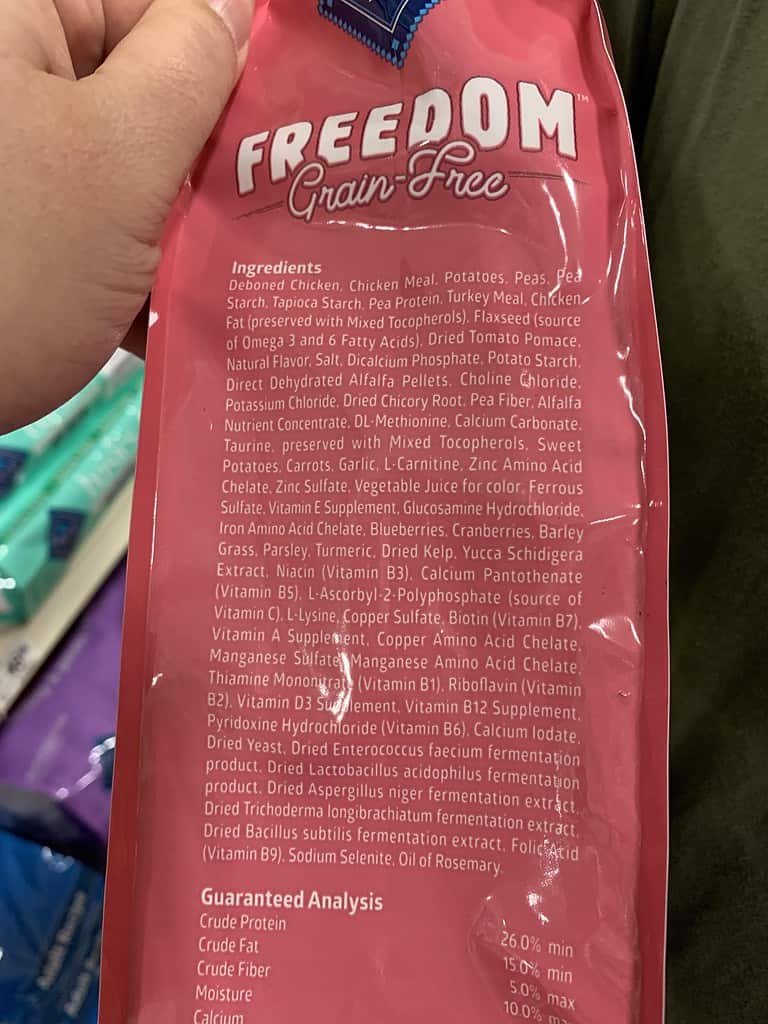 FREEDOM™
Grain-Free
Ingredients
Deboned Chicken, Chicken Meal, Potatoes, Peas, Pea
Starch, Tapioca Starch, Pea Protein, Turkey Meal, Chicken
Fat (preserved with Mixed Tocopherols), Flaxseed (source
of Omega 3 and 6 Fatty Acids), Dried Tomato Pomace,
Natural Flavor, Salt, Dicalcium Phosphate, Potato Starch,
Direct Dehydrated Alfalfa Pellets, Choline Chloride,
Potassium Chloride, Dried Chicory Root, Pea Fiber, Alfalfa
Nutrient Concentrate, DL-Methionine, Calcium Carbonate,
Taurine, preserved with Mixed Tocopherols, Sweet
Potatoes, Carrots, Garlic, L-Carnitine, Zinc Amino Acid
Chelate, Zinc Sulfate, Vegetable Juice for color, Ferrous
Sulfate, Vitamin E Supplement, Glucosamine Hydrochloride,
Iron Amino Acid Chelate, Blueberries, Cranberries, Barley
Grass, Parsley, Turmeric, Dried Kelp, Yucca Schidigera
Extract, Niacin (Vitamin B3), Calcium Pantothenate
(Vitamin B5), L-Ascorbyl-2-Polyphosphate (source of
Vitamin C), L-Lysine, Copper Sulfate, Biotin (Vitamin B7),
Vitamin A Supplement, Copper Amino Acid Chelate,
Manganese Sulfate, Manganese Amino Acid Chelate,
Thiamine Mononitrate (Vitamin B1), Riboflavin (Vitamin
B2), Vitamin D3 Supplement, Vitamin B12 Supplement,
Pyridoxine Hydrochloride (Vitamin B6), Calcium Iodate,
Dried Yeast, Dried Enterococcus faecium fermentation
product, Dried Lactobacillus acidophilus fermentation
product, Dried Aspergillus niger fermentation extract,
Dried Trichoderma longibrachiatum fermentation extract,
Dried Bacillus subtilis fermentation extract, Folic Acid
(Vitamin B9), Sodium Selenite, Oil of Rosemary.
Guaranteed Analysis
Crude Protein 26.0% min
Crude Fat 15.0% min
Crude Fiber 5.0% max
Moisture 10.0%
Calcium